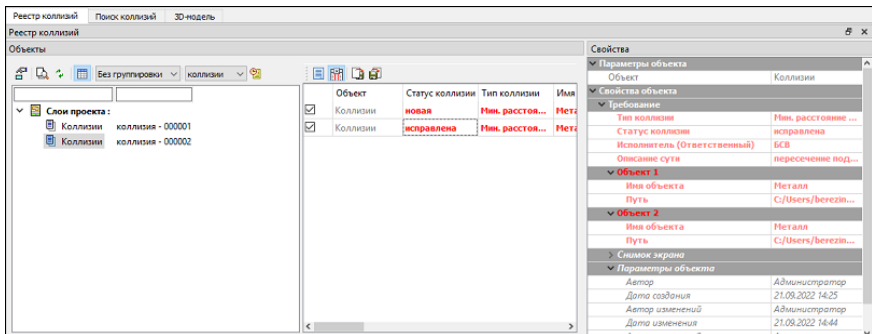 Реестр коллизий Поиск коллизий 3D-модель
Реестр коллизий
Объекты
Без группировки коллизии
Слои проекта :
Коллизии коллизия - 000001
Коллизии коллизия - 000002
Объект Статус коллизии Тип коллизии Имя
Коллизии новая Мин. расстоя... Мета
Коллизии исправлена Мин. расстоя... Мета
Свойства
Параметры объекта
Объект Коллизии
Свойства объекта
Требование
Тип коллизии Мин. расстояние ...
Статус коллизии исправлена
Исполнитель (Ответственный) БСВ
Описание сути пересечение под...
Объект 1
Имя объекта Металл
Путь C:/Users/berezin...
Объект 2
Имя объекта Металл
Путь C:/Users/berezin...
Снимок экрана
Параметры объекта
Автор Администратор
Дата создания 21.09.2022 14:25
Автор изменений Администратор
Дата изменения 21.09.2022 14:44